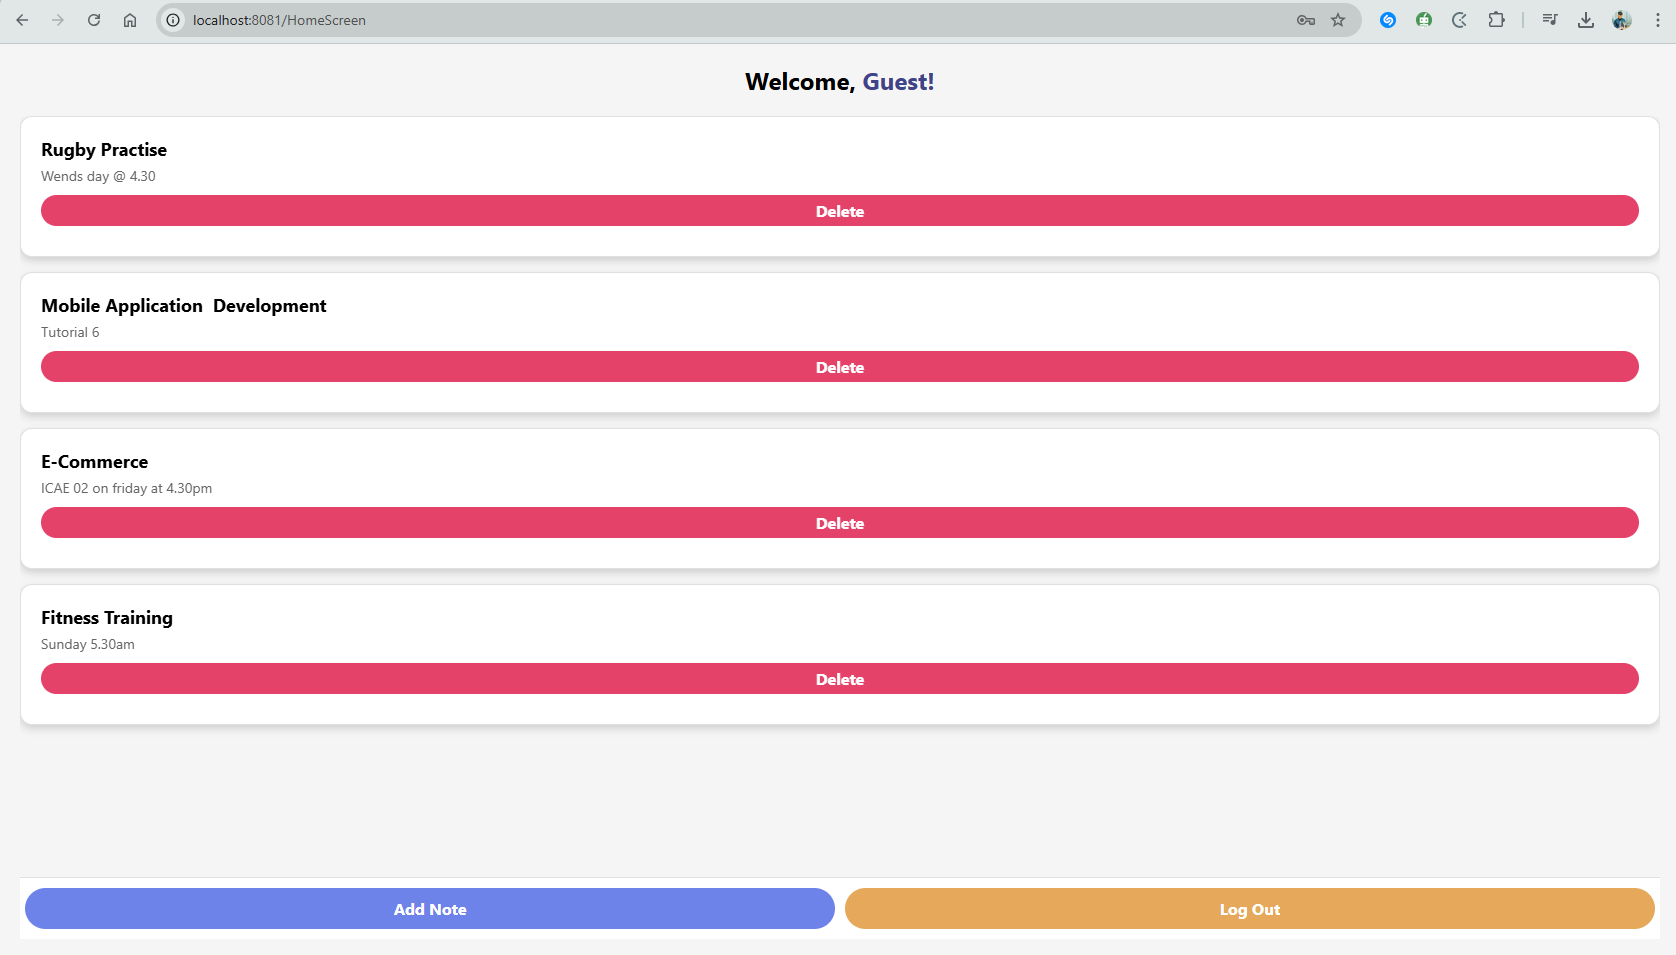 localhost:8081/HomeScreen
Welcome, Guest!
Rugby Practise
Wends day @ 4.30
Delete
Mobile Application  Development
Tutorial 6
Delete
E-Commerce
ICAE 02 on friday at 4.30pm
Delete
Fitness Training
Sunday 5.30am
Delete
Add Note
Log Out